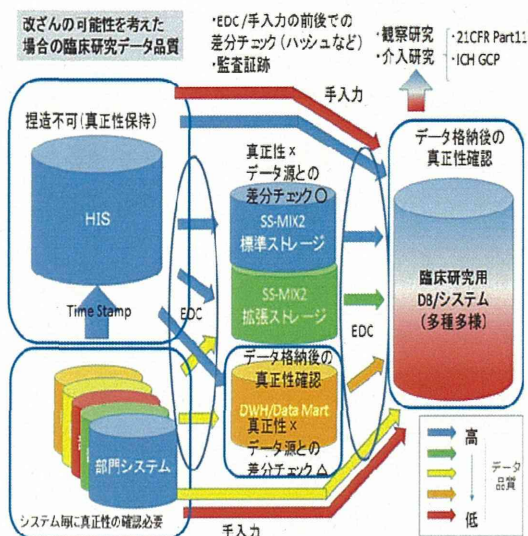 改ざんの可能性を考えた
場合の臨床研究データ品質
・EDC/手入力の前後での
差分チェック(ハッシュなど)
・監査証跡
・観察研究
・介入研究
・21CFR Part11
・ICH GCP
手入力
捏造不可(真正性保持)
HIS
Time Stamp
EDC
真正性×
データ源との
差分チェック○
SS-MIX2
標準ストレージ
SS-MIX2
拡張ストレージ
データ格納後の
真正性確認
DWH/Data Mart
真正性×
データ源との
差分チェック△
EDC
データ格納後の
真正性確認
臨床研究用
DB/システム
(多種多様)
部門システム
システム毎に真正性の確認必要
手入力
高
低
データ
品質